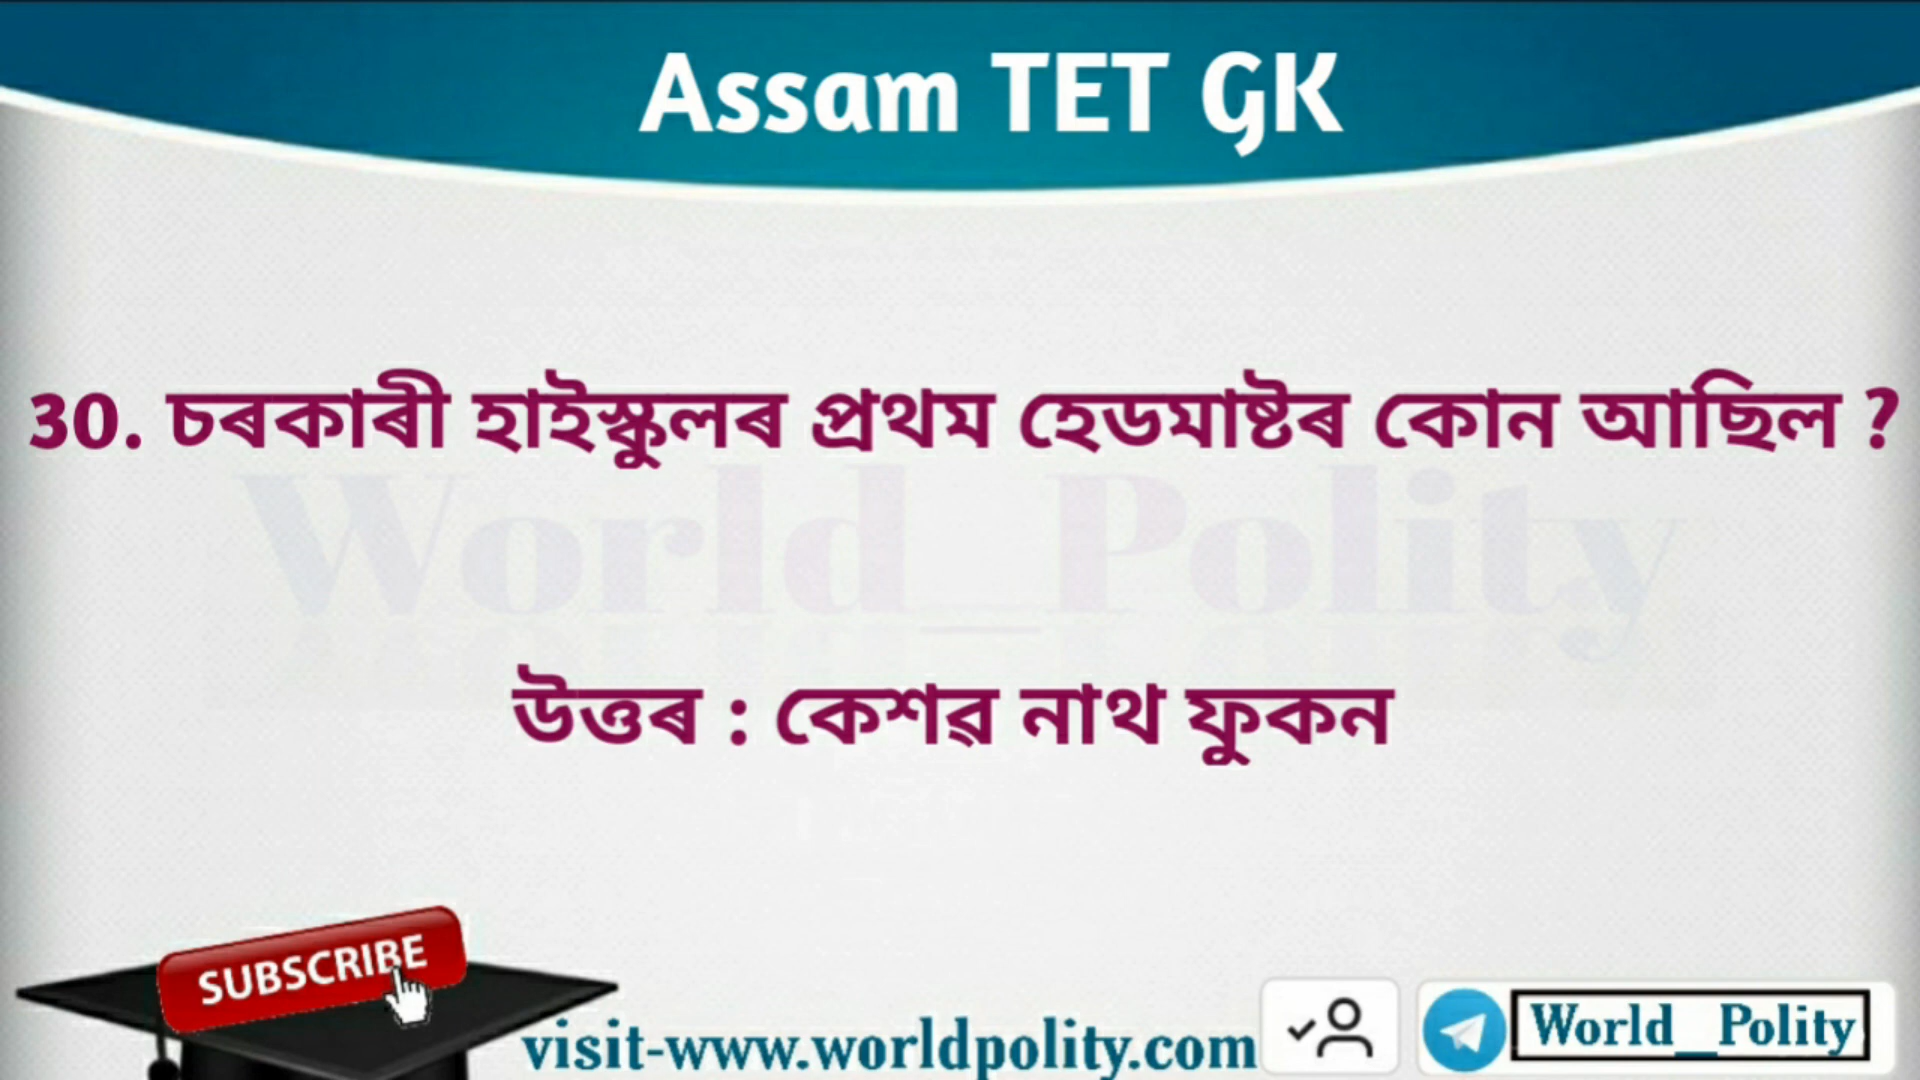 Assam TET GK
30. চৰকাৰী হাইস্কুলৰ প্ৰথম হেডমাষ্টৰ কোন আছিল ?
World_Polity
উত্তৰ : কেশৱ নাথ ফুকন
SUBSCRIBE
visit-www.worldpolity.com
World_Polity